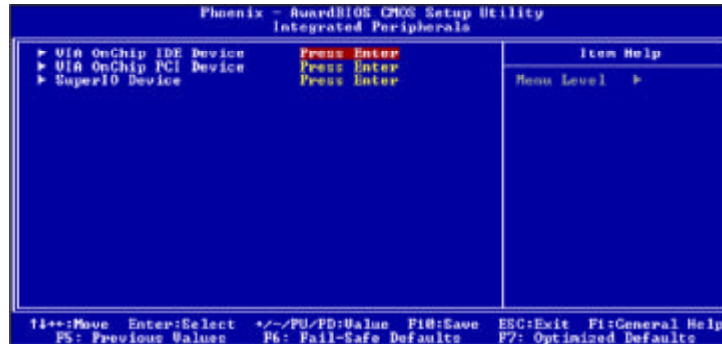 Phoenix - AwardBIOS CMOS Setup Utility
Integrated Peripherals
► VIA OnChip IDE Device Press Enter
► VIA OnChip PCI Device Press Enter
► SuperIO Device Press Enter
Item Help
Menu Level ►
↑↓→←:Move Enter:Select +/-/PU/PD:Value F10:Save ESC:Exit F1:General Help
F5: Previous Values F6: Fail-Safe Defaults F7: Optimized Defaults